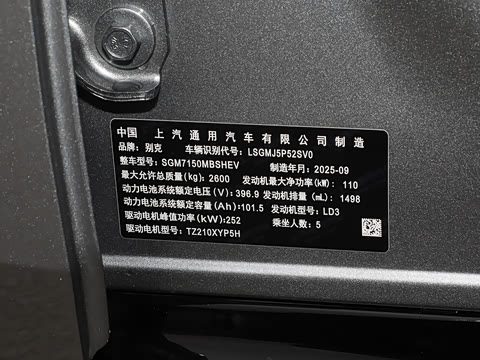 中国 上汽通用汽车有限公司制造
品牌：别克 车辆识别代号：LSGMJ5P52SV0
整车型号：SGM7150MBSHEV 制造年月：2025-09
最大允许总质量(kg)：2600 发动机最大净功率(kW)：110
动力电池系统额定电压(V)：396.9 发动机排量(mL)：1498
动力电池系统额定容量(Ah)：101.5 发动机型号：LD3
驱动电机峰值功率(kW)：252 乘坐人数：5
驱动电机型号：TZ210XYP5H